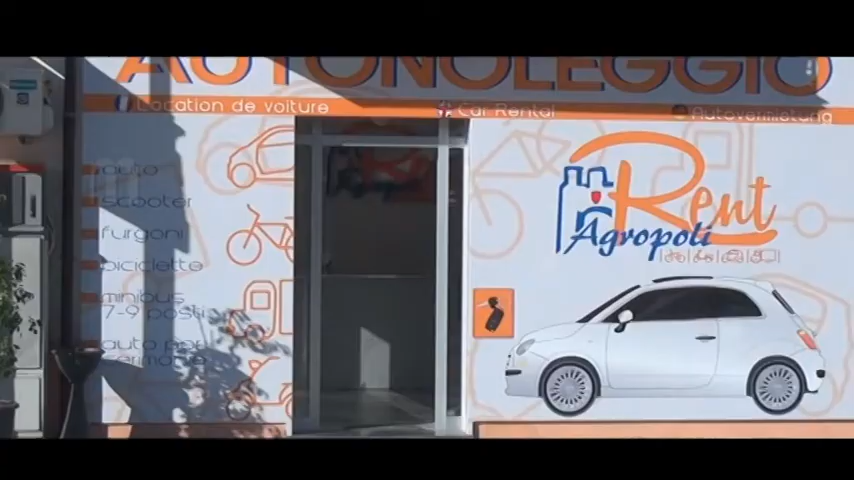 AUTONOLEGGIO
Location de voiture
Car Rental
Autovermietung
auto
scooter
furgoni
biciclette
minibus
7-9 posti
auto per
cerimonie
Rent
Agropoli